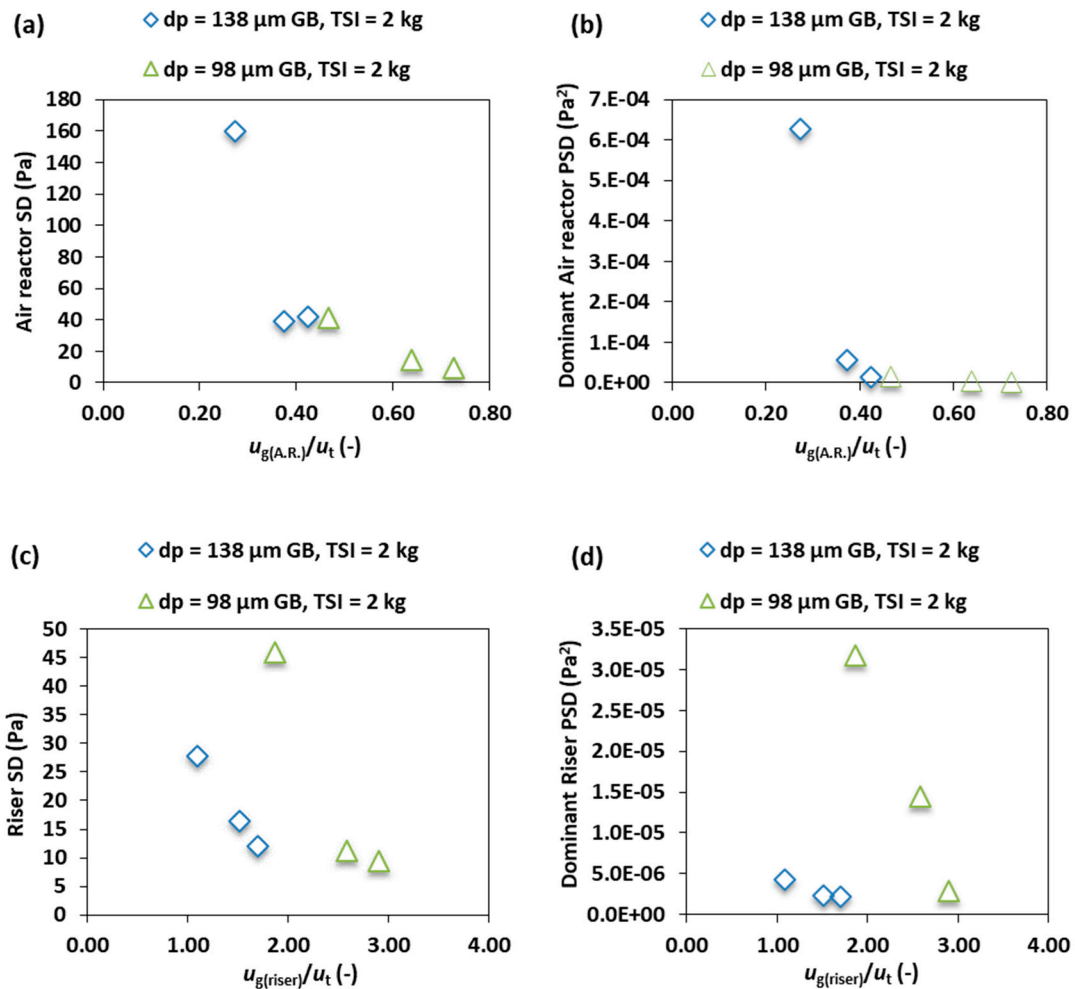 (a)
dp = 138 µm GB, TSI = 2 kg
dp = 98 µm GB, TSI = 2 kg
Air reactor SD (Pa)
180
160
140
120
100
80
60
40
20
0
0.00 0.20 0.40 0.60 0.80
ug(A.R.)/ut (-)
(b)
dp = 138 µm GB, TSI = 2 kg
dp = 98 µm GB, TSI = 2 kg
Dominant Air reactor PSD (Pa²)
7.E-04
6.E-04
5.E-04
4.E-04
3.E-04
2.E-04
1.E-04
0.E+00
0.00 0.20 0.40 0.60 0.80
ug(A.R.)/ut (-)
(c)
dp = 138 µm GB, TSI = 2 kg
dp = 98 µm GB, TSI = 2 kg
Riser SD (Pa)
50
45
40
35
30
25
20
15
10
5
0
0.00 1.00 2.00 3.00 4.00
ug(riser)/ut (-)
(d)
dp = 138 µm GB, TSI = 2 kg
dp = 98 µm GB, TSI = 2 kg
Dominant Riser PSD (Pa²)
3.5E-05
3.0E-05
2.5E-05
2.0E-05
1.5E-05
1.0E-05
5.0E-06
0.0E+00
0.00 1.00 2.00 3.00 4.00
ug(riser)/ut (-)